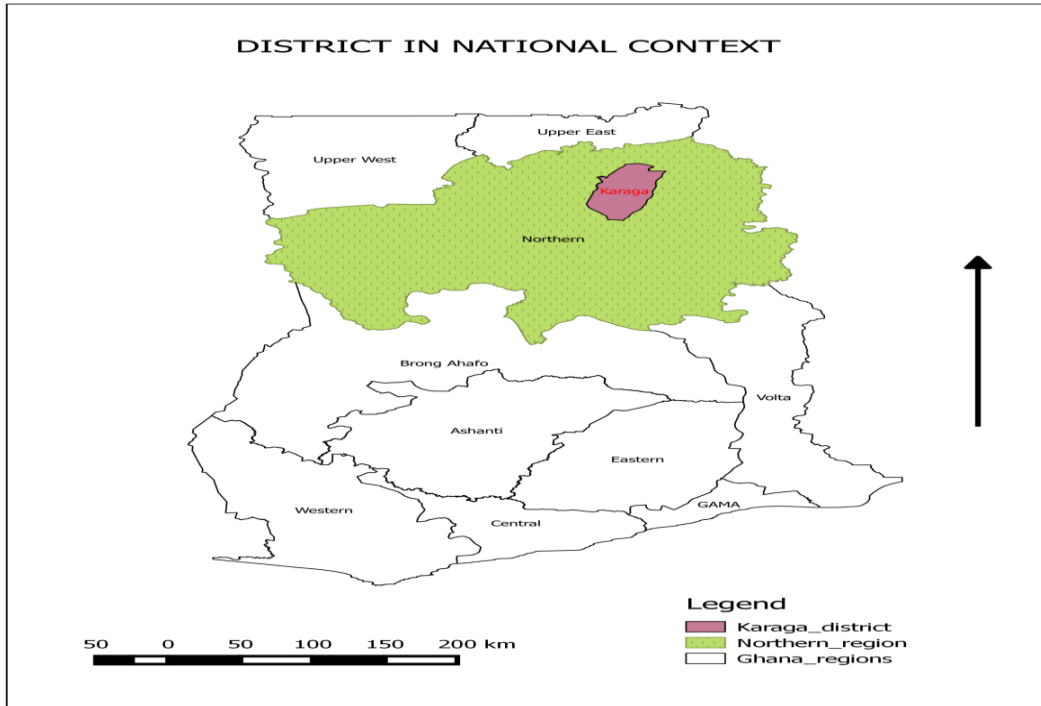 DISTRICT IN NATIONAL CONTEXT
Upper East
Upper West
Karaga
Northern
Brong Ahafo
Volta
Ashanti
Eastern
GAMA
Western
Central
Legend
Karaga_district
Northern_region
Ghana_regions
50 0 50 100 150 200 km